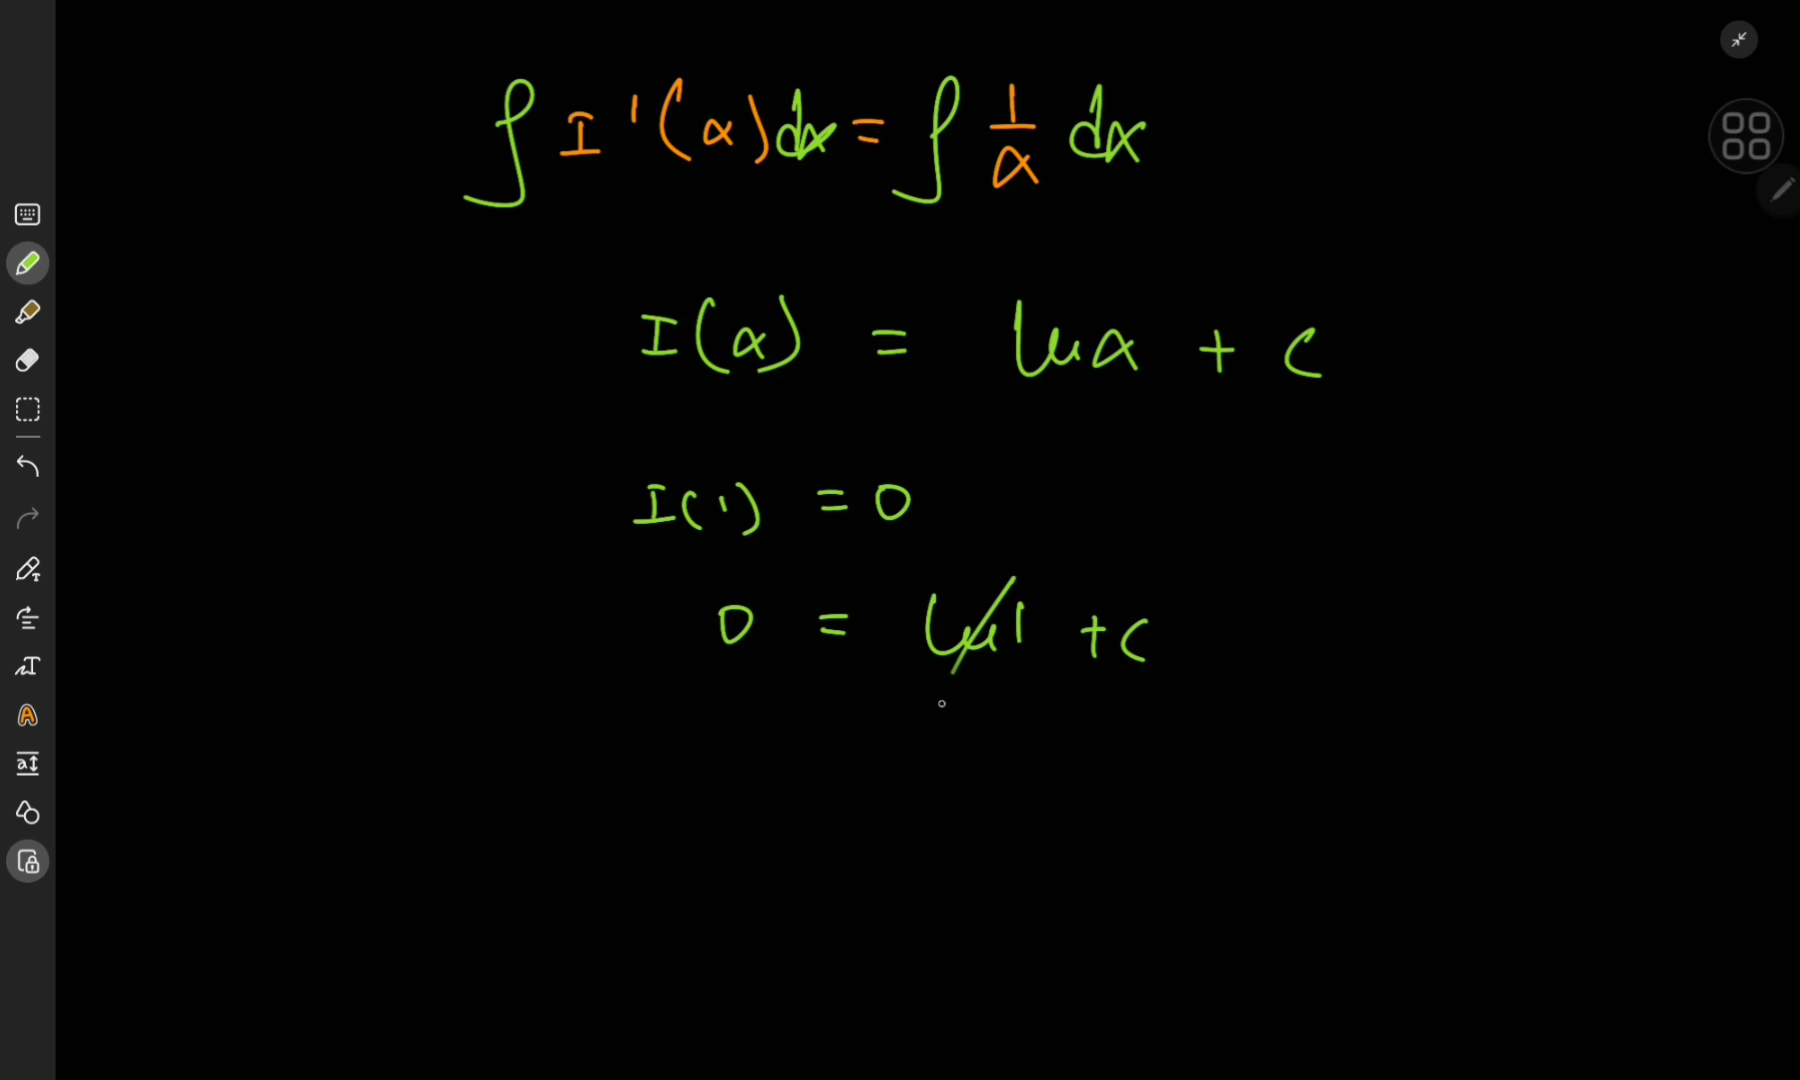 ∫ I'(α)dα = ∫ 1/α dα
I(α) = ln α + C
I(1) = 0
0 = ln 1 + C